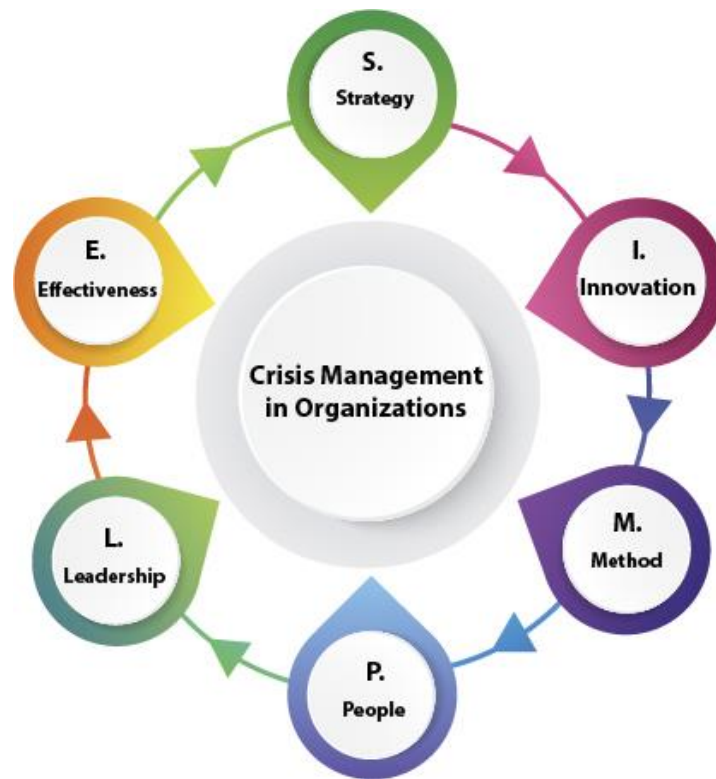 S.
Strategy
I.
Innovation
M.
Method
P.
People
L.
Leadership
E.
Effectiveness
Crisis Management
in Organizations